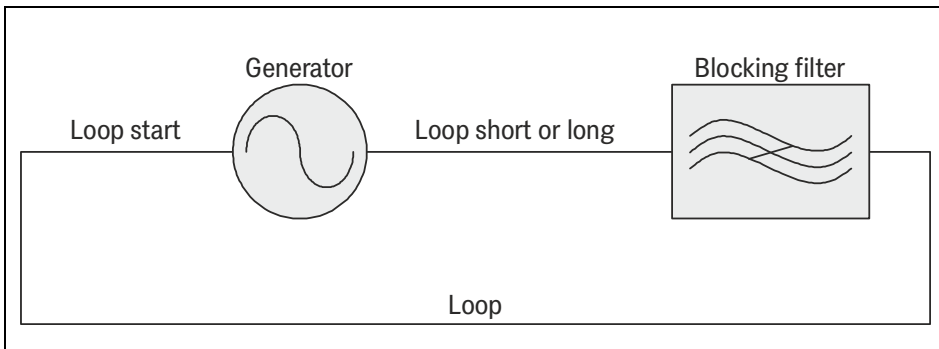 Generator
Blocking filter
Loop start
Loop short or long
Loop